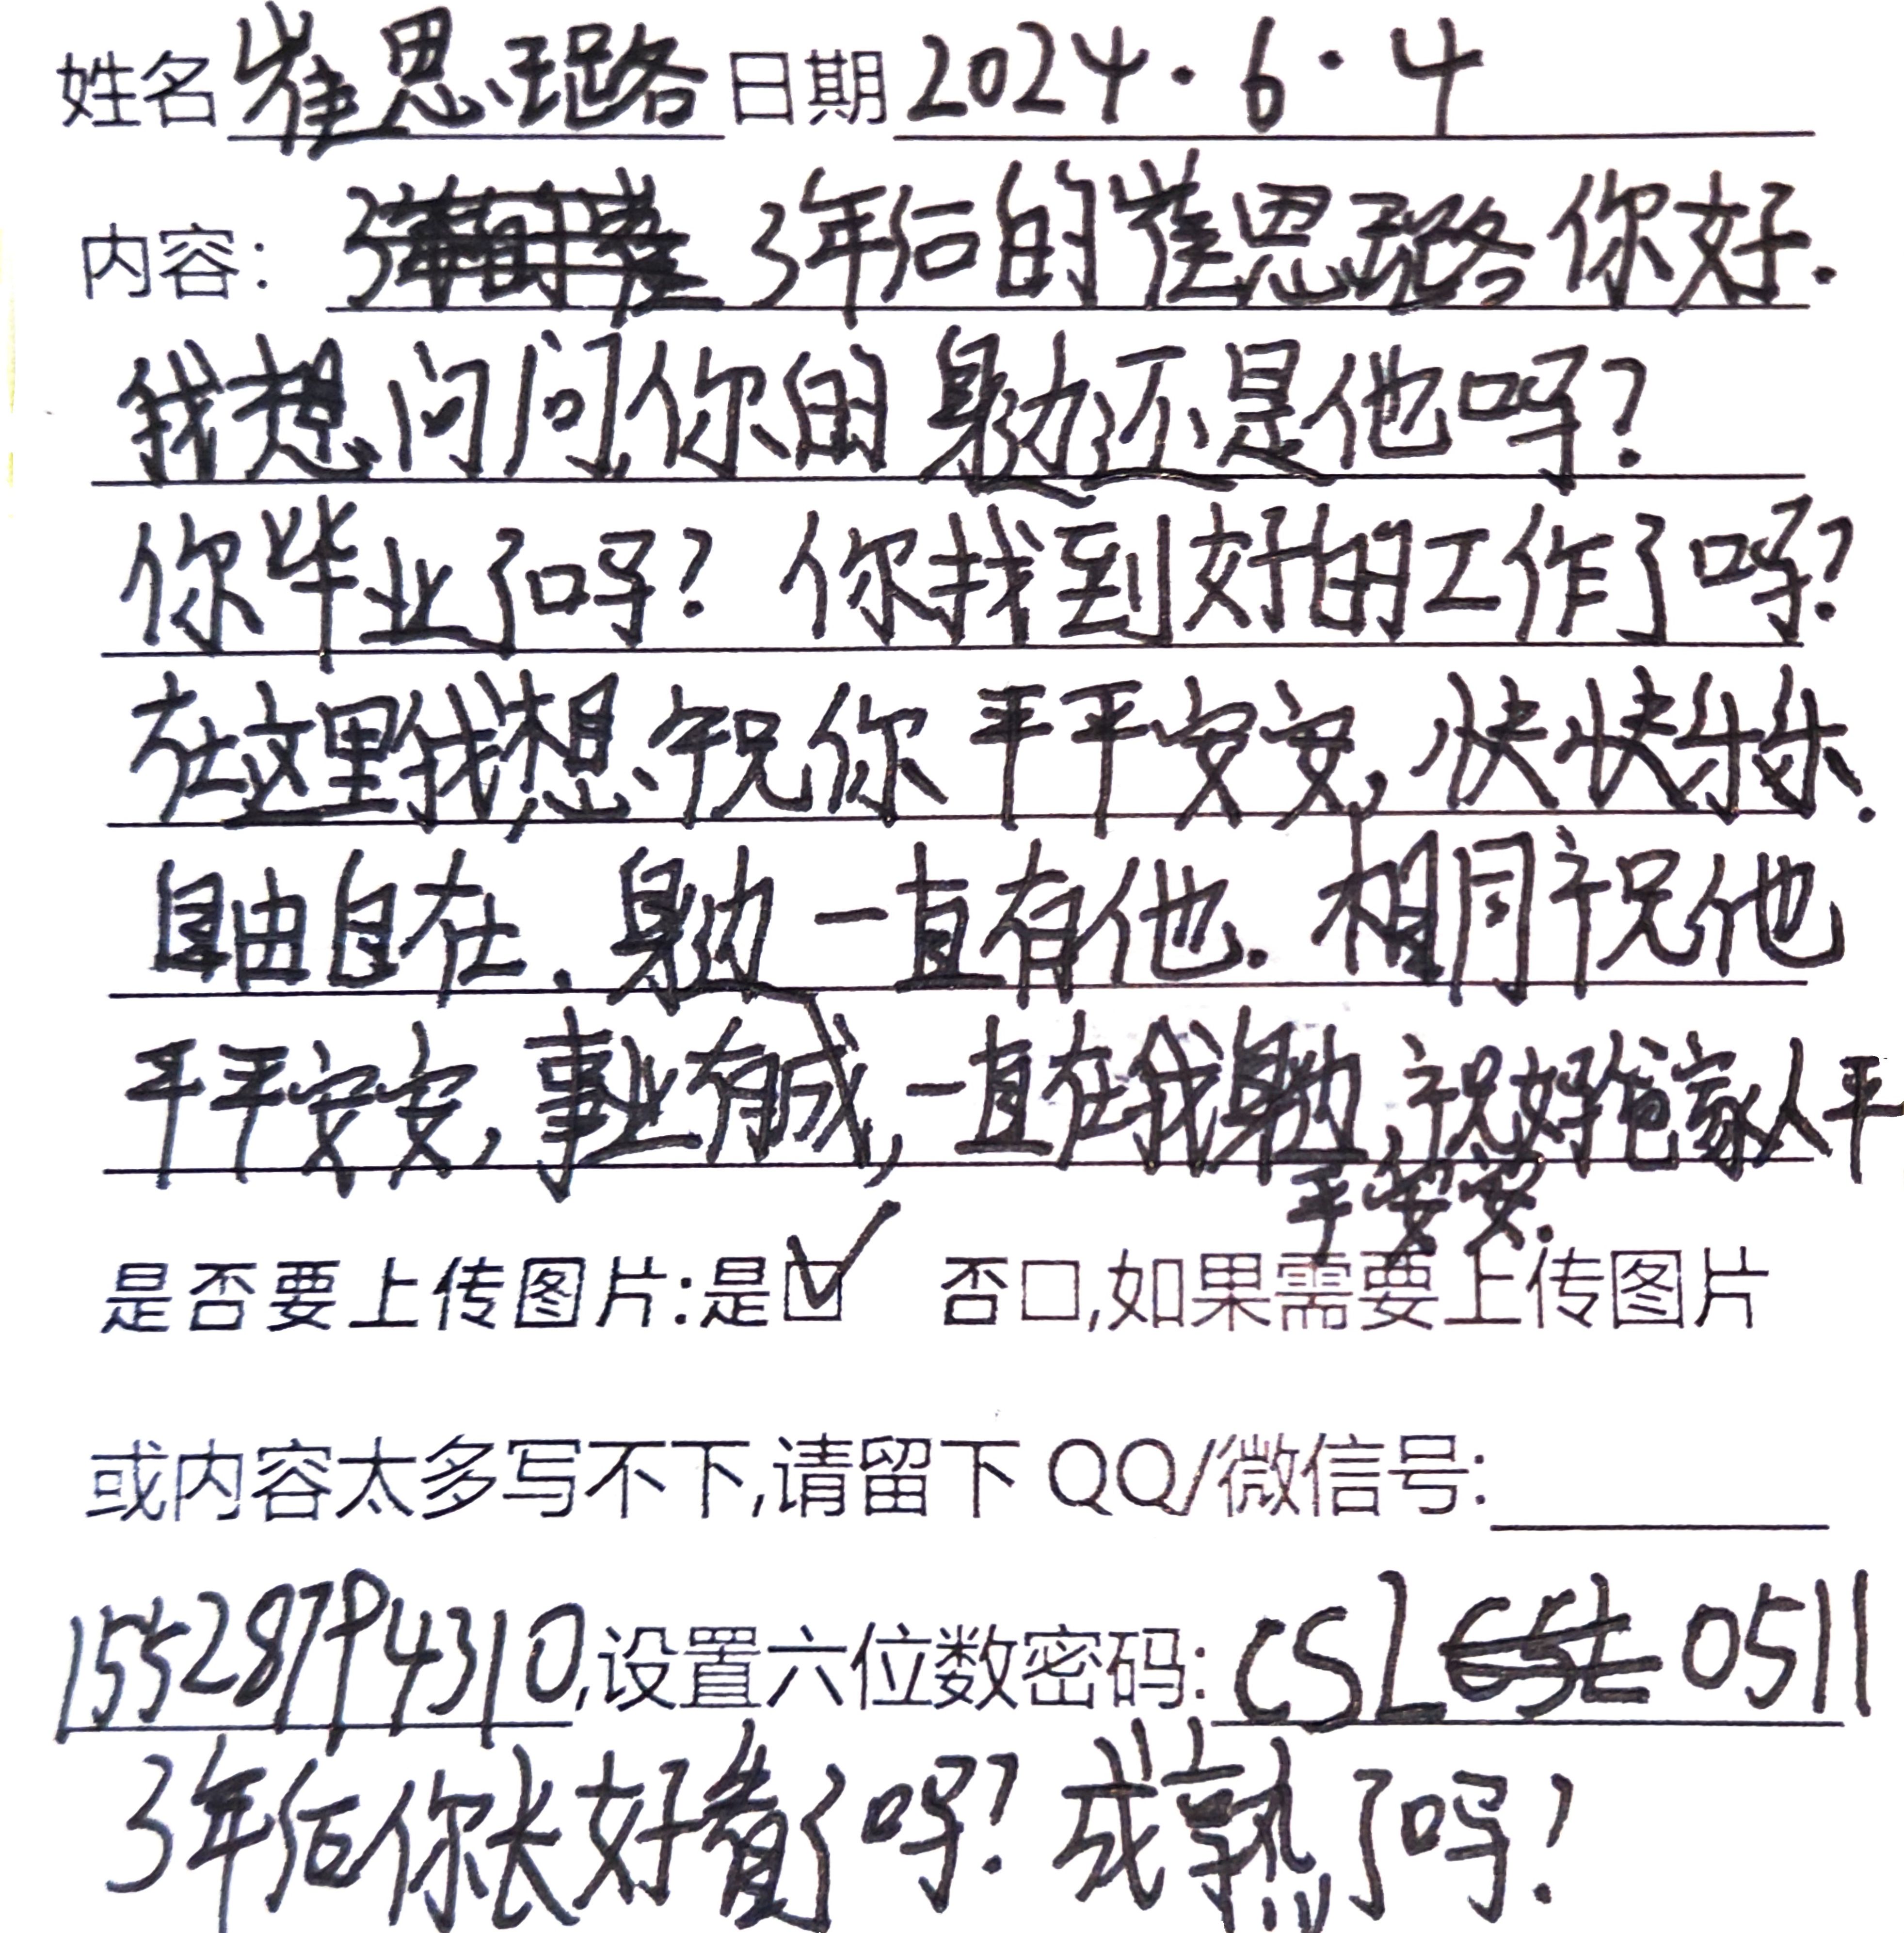 姓名 崔思璐 日期 2024.6.4
内容: 3年后的崔思璐你好.
我想问问,你的身边还是他吗?
你毕业了吗? 你找到好的工作了吗?
在这里我想祝你平平安安,快快乐乐.
自由自在.身边一直有他.相同祝他
平平安安,事业有成,一直在我身边,祝好爸家人平
平安安.
是否要上传图片:是☑ 否口,如果需要上传图片
或内容太多写不下,请留下 QQ/微信号:
15528794310,设置六位数密码: CSL 0511
3年后你长好看了吗?成熟了吗?